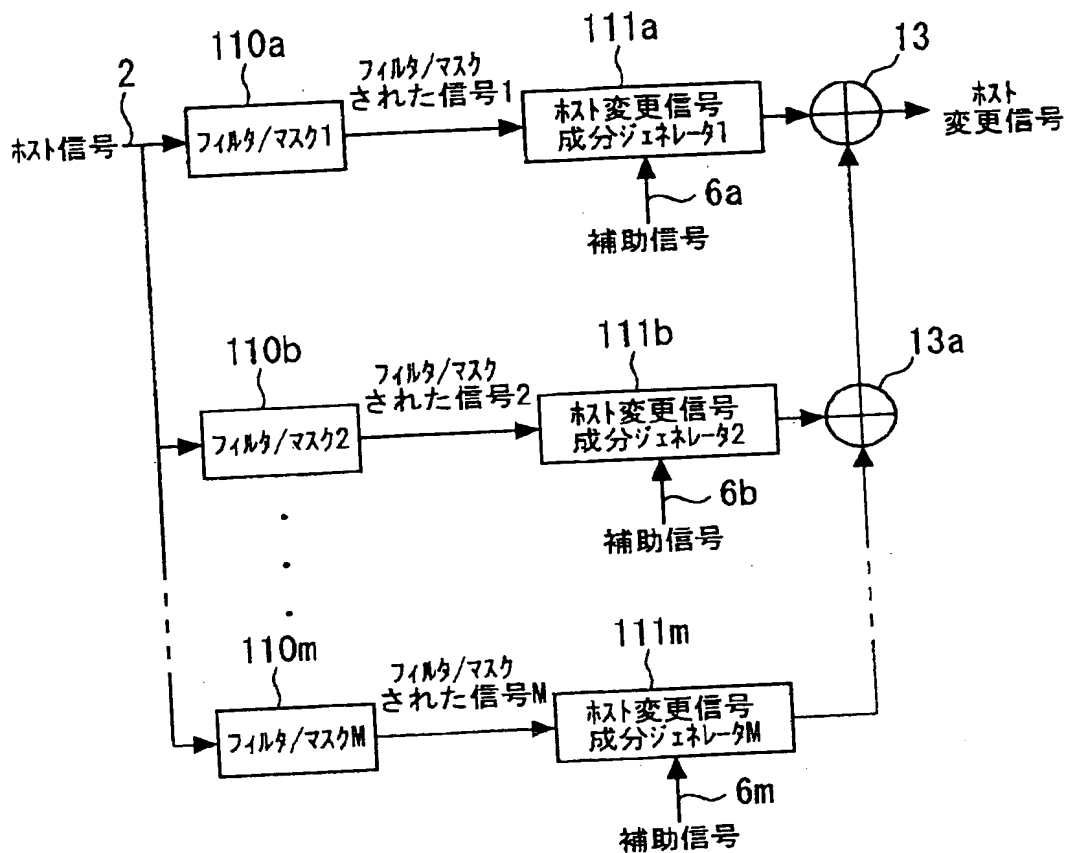 110a
111a
13
2
フィルタ/マスク
された信号1
ホスト信号
フィルタ/マスク1
ホスト変更信号
成分ジェネレータ1
ホスト
変更信号
6a
補助信号
110b
111b
13a
フィルタ/マスク
された信号2
フィルタ/マスク2
ホスト変更信号
成分ジェネレータ2
6b
補助信号
110m
111m
フィルタ/マスク
された信号M
フィルタ/マスクM
ホスト変更信号
成分ジェネレータM
6m
補助信号